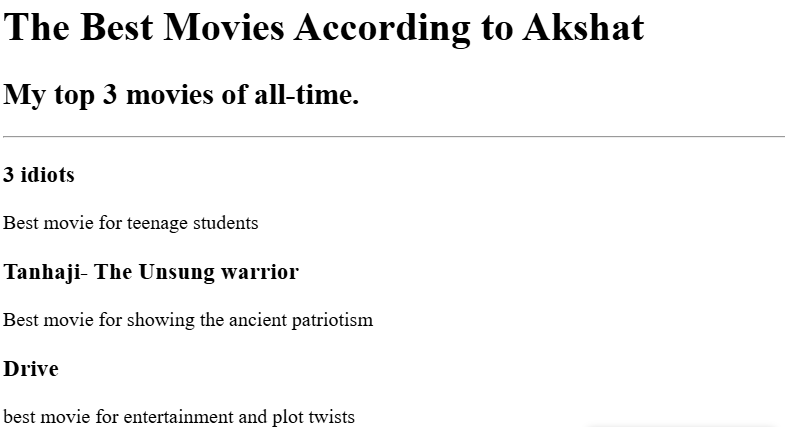 The Best Movies According to Akshat
My top 3 movies of all-time.
3 idiots
Best movie for teenage students
Tanhaji- The Unsung warrior
Best movie for showing the ancient patriotism
Drive
best movie for entertainment and plot twists